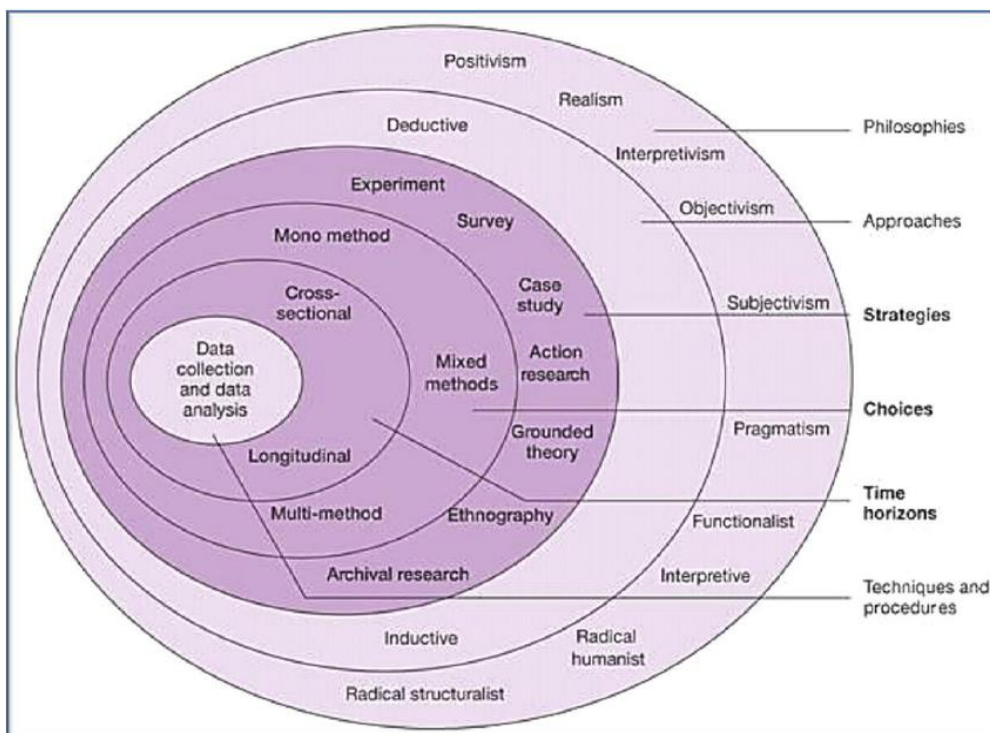 Positivism
Realism
Philosophies
Deductive
Interpretivism
Experiment
Objectivism
Survey
Approaches
Mono method
Case
study
Cross-
sectional
Subjectivism
Strategies
Data
collection
and data
analysis
Mixed
methods
Action
research
Choices
Pragmatism
Grounded
theory
Longitudinal
Time
horizons
Multi-method
Ethnography
Functionalist
Archival research
Interpretive
Techniques and
procedures
Inductive
Radical
humanist
Radical structuralist